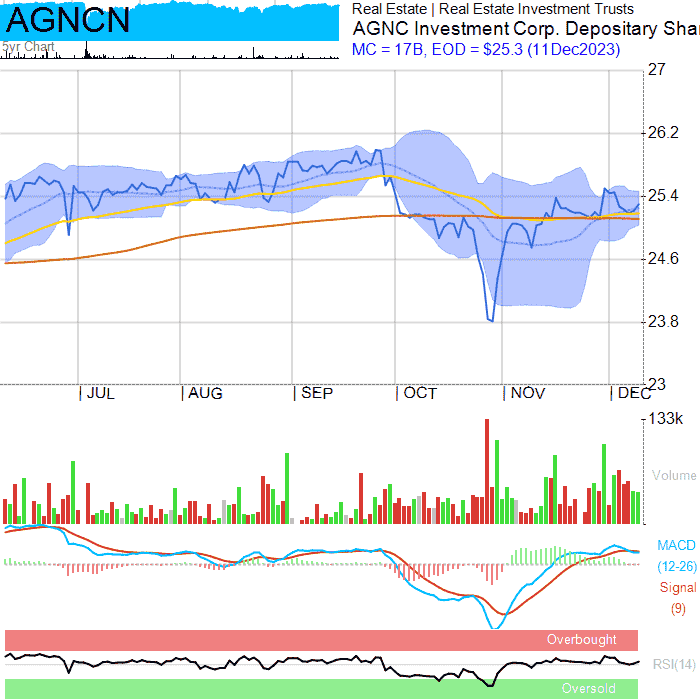 AGNCN
5yr Chart
Real Estate | Real Estate Investment Trusts
AGNC Investment Corp. Depositary Shar
MC = 17B, EOD = $25.3 (11Dec2023)
27
26.2
25.4
24.6
23.8
23
| JUL
| AUG
| SEP
| OCT
| NOV
| DEC
133k
Volume
MACD
(12-26)
Signal
(9)
Overbought
RSI(14)
Oversold